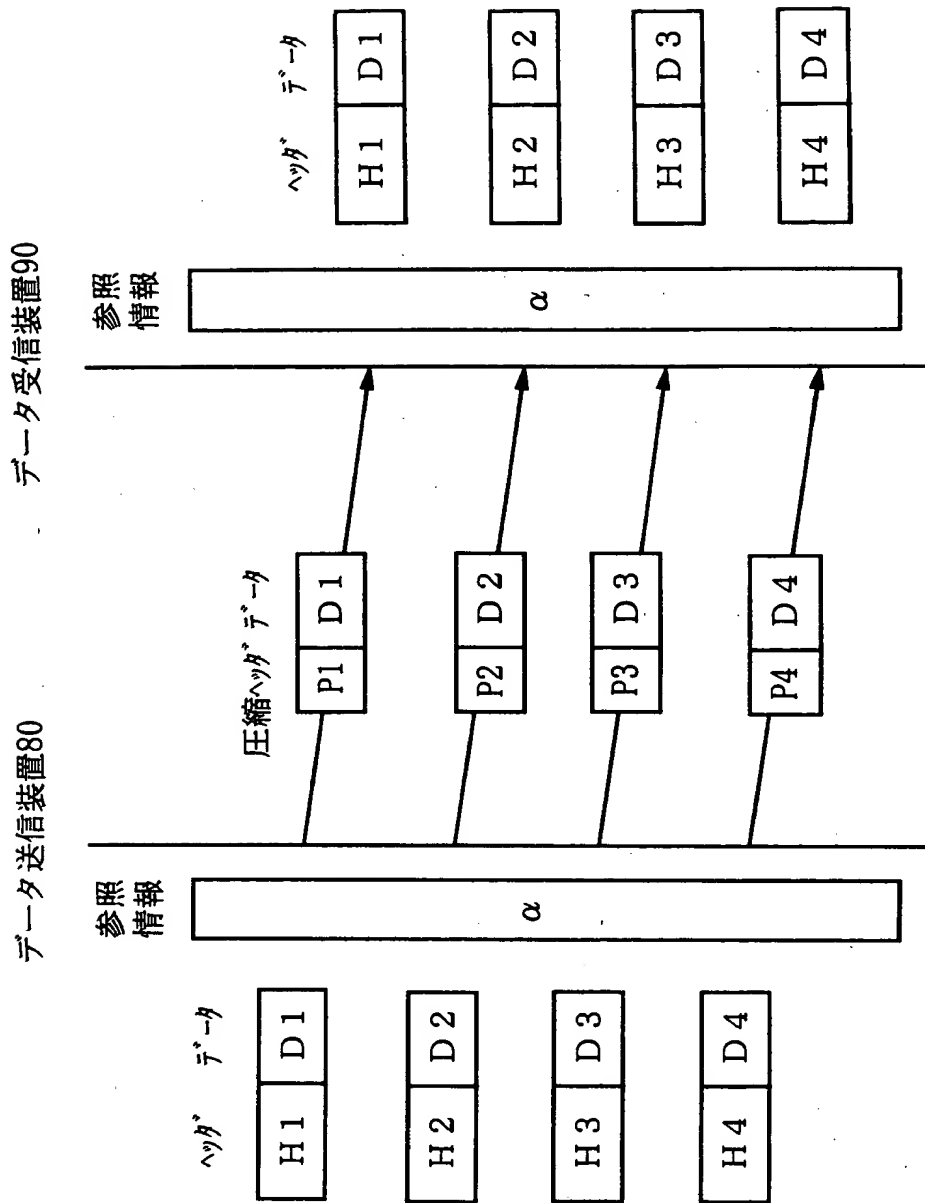 データ送信装置80
データ受信装置90
ヘッダ データ
参照
情報
圧縮ヘッダ データ
参照
情報
ヘッダ データ
H1 D1
H2 D2
H3 D3
H4 D4
α
P1 D1
P2 D2
P3 D3
P4 D4
α
H1 D1
H2 D2
H3 D3
H4 D4